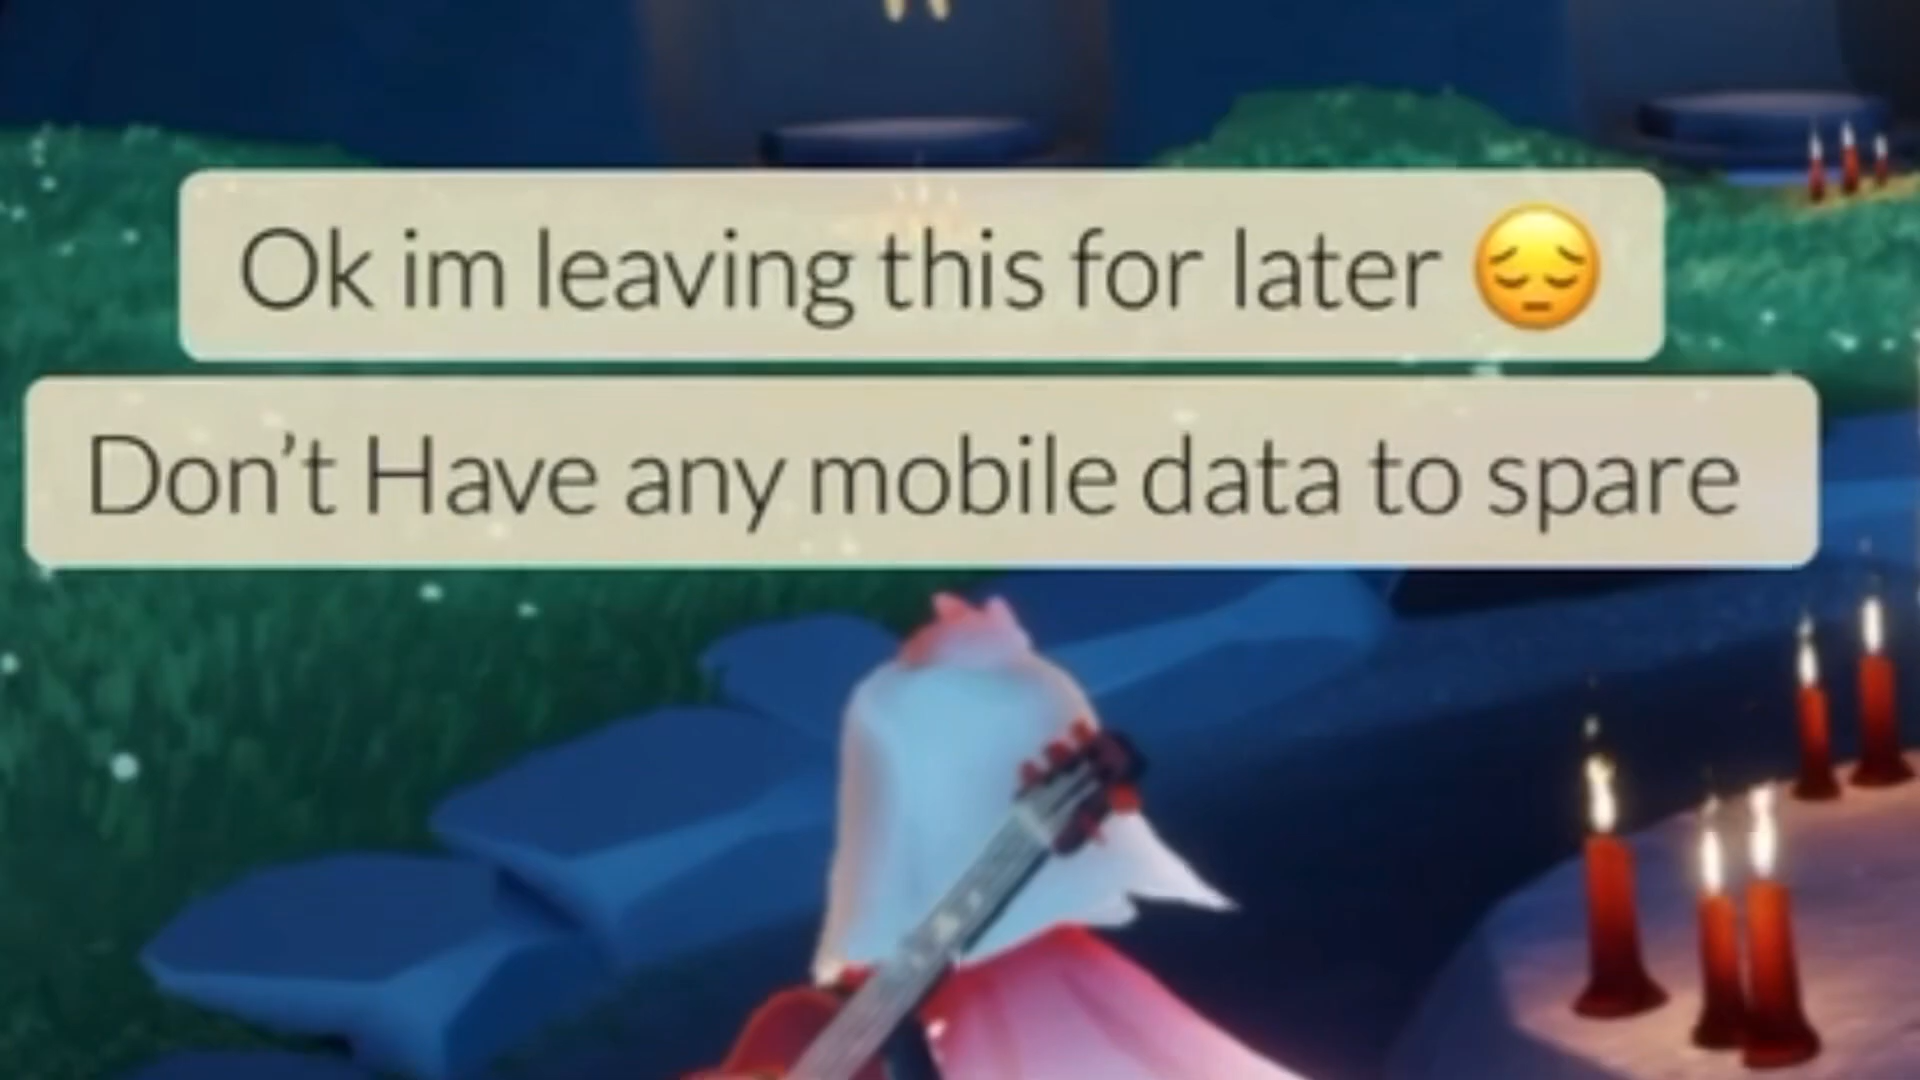 Ok im leaving this for later 😔
Don’t Have any mobile data to spare